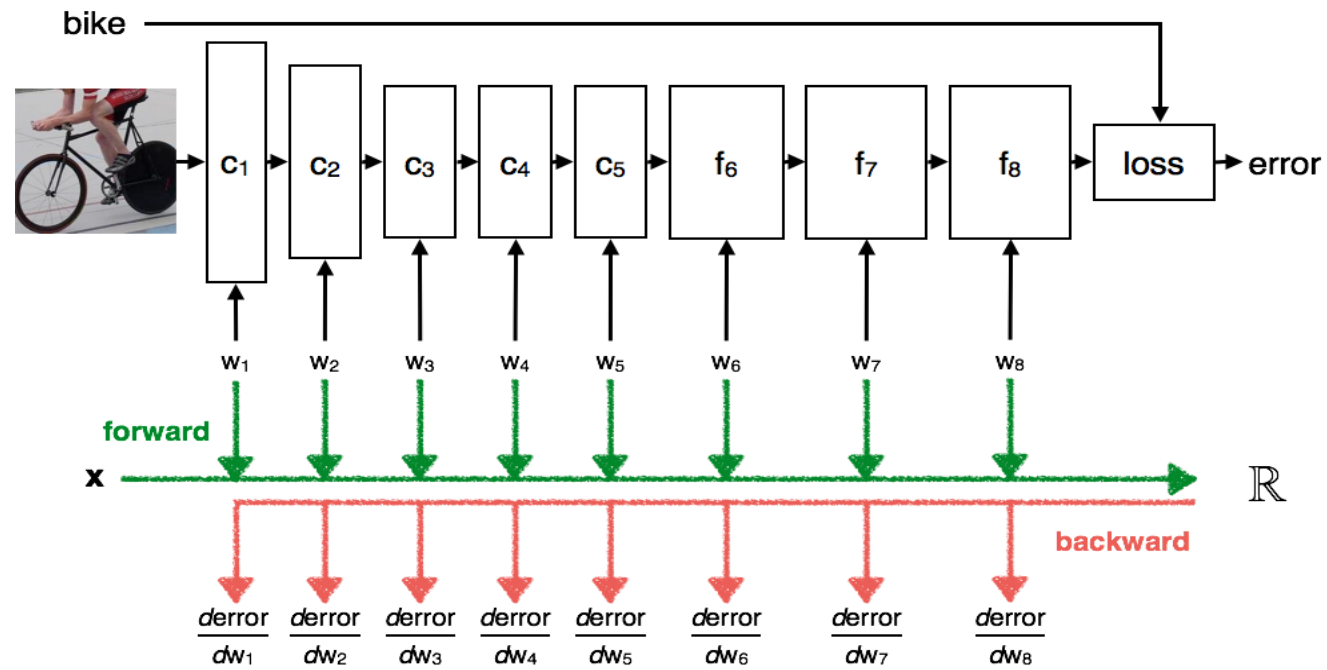 bike
c₁ c₂ c₃ c₄ c₅ f₆ f₇ f₈ loss error
w₁ w₂ w₃ w₄ w₅ w₆ w₇ w₈
forward
x ℝ
backward
derror derror derror derror derror derror derror derror
dw₁ dw₂ dw₃ dw₄ dw₅ dw₆ dw₇ dw₈